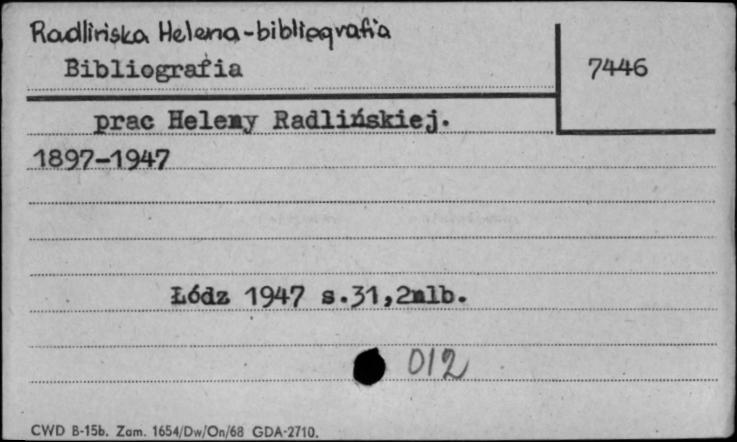 Radlińska Helena-bibliografia
Bibliografia
7446
prac Heleny Radlińskiej.
1897-1947
Łódz 1947 s.31,2nlb.
012
CWD B-15b. Zam. 1654/Dw/On/68 GDA-2710.